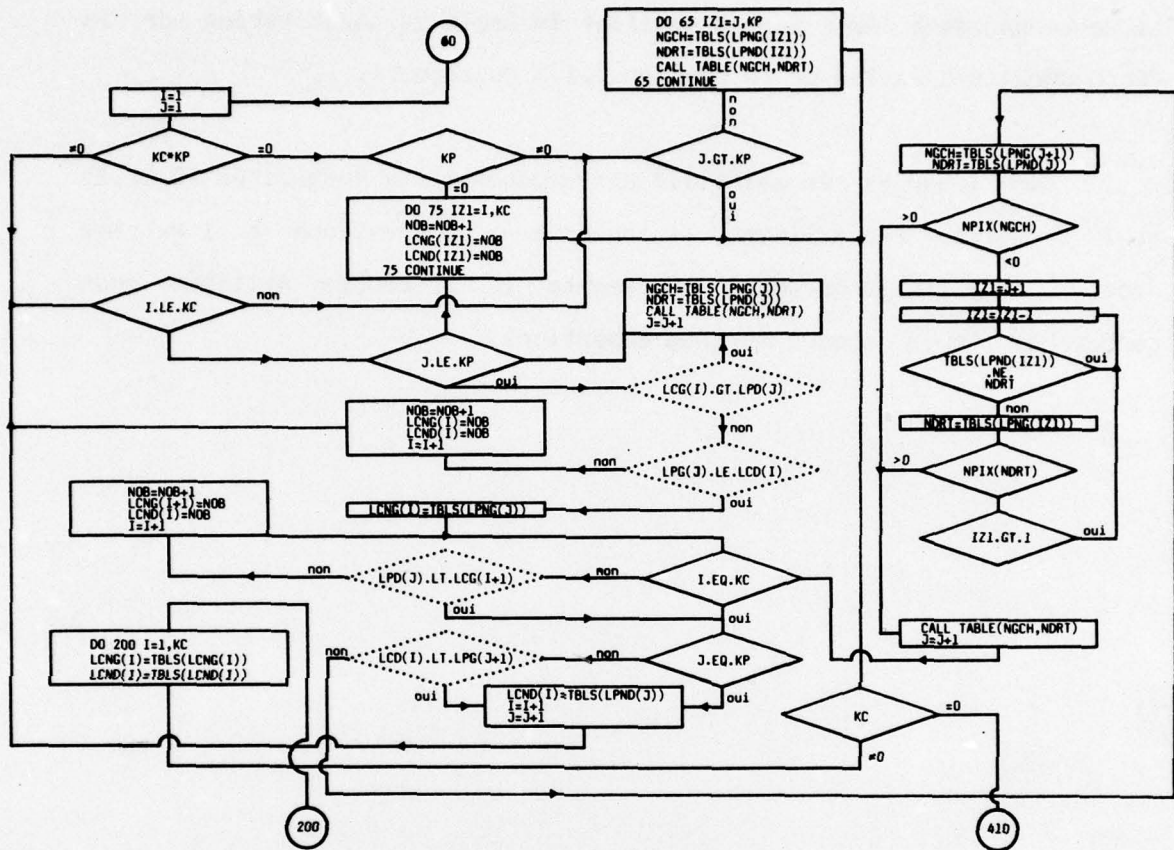 60
I=1
J=1
KC*KP
≠0
=0
KP
≠0
=0
DO 65 IZ1=J,KP
NGCH=TBLS(LPNG(IZ1))
NDRT=TBLS(LPND(IZ1))
CALL TABLE(NGCH,NDRT)
65 CONTINUE
non
J.GT.KP
oui
DO 75 IZ1=I,KC
NOB=NOB+1
LCNG(IZ1)=NOB
LCND(IZ1)=NOB
75 CONTINUE
I.LE.KC
non
J.LE.KP
oui
NGCH=TBLS(LPNG(J))
NDRT=TBLS(LPND(J))
CALL TABLE(NGCH,NDRT)
J=J+1
oui
LCG(I).GT.LPD(J)
non
LPG(J).LE.LCD(I)
non
oui
NOB=NOB+1
LCNG(I)=NOB
LCND(I)=NOB
I=I+1
LCNG(I)=TBLS(LPNG(J))
NOB=NOB+1
LCNG(I+1)=NOB
LCND(I)=NOB
I=I+1
non
LPD(J).LT.LCG(I+1)
oui
non
I.EQ.KC
oui
DO 200 I=1,KC
LCNG(I)=TBLS(LCNG(I))
LCND(I)=TBLS(LCND(I))
non
LCD(I).LT.LPG(J+1)
oui
non
J.EQ.KP
oui
LCND(I)=TBLS(LPND(J))
I=I+1
J=J+1
KC
=0
≠0
NGCH=TBLS(LPNG(J+1))
NDRT=TBLS(LPND(J))
>0
NPIX(NGCH)
<0
IZ1=J+1
IZ1=IZ1-1
TBLS(LPND(IZ1))
.NE.
NDRT
oui
non
NDRT=TBLS(LPNG(IZ1))
>0
NPIX(NDRT)
IZ1.GT.1
oui
CALL TABLE(NGCH,NDRT)
J=J+1
200
410